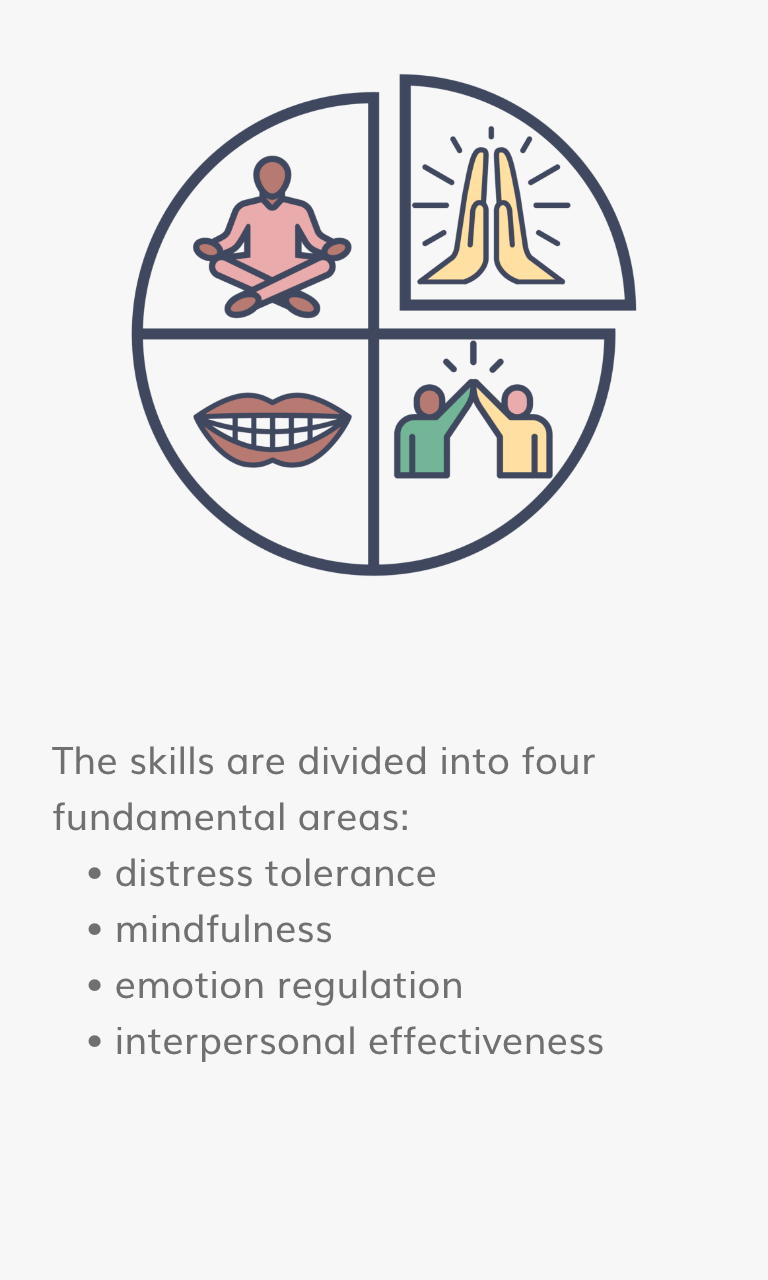 The skills are divided into four
fundamental areas:
• distress tolerance
• mindfulness
• emotion regulation
• interpersonal effectiveness